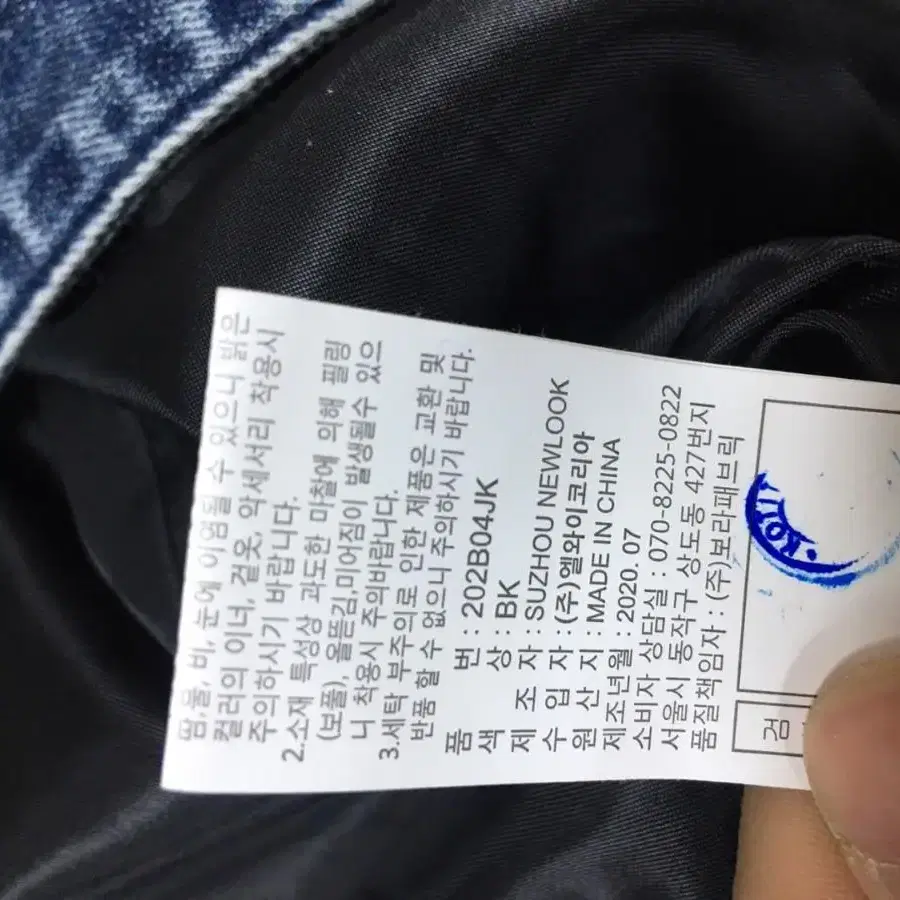 땀,물,비, 눈에 이염될 수 있으니 밝은
컬러의 이너, 겉옷, 악세서리 착용시
주의하시기 바랍니다.
2.소재 특성상 과도한 마찰에 의해 필링
(보풀), 올뜯김,미어짐이 발생될수 있으
니 착용시 주의바랍니다.
3.세탁 부주의로 인한 제품은 교환 및
반품 할 수 없으니 주의하시기 바랍니다.
품 번 : 202B04JK
색 상 : BK
제 조 자 : SUZHOU NEWLOOK
수 입 자 : (주)엘와이코리아
원 산 지 : MADE IN CHINA
제조년월 : 2020. 07
소비자 상담실 : 070-8225-0822
서울시 동작구 상도동 427번지
품질책임자 : (주)보라패브릭
검